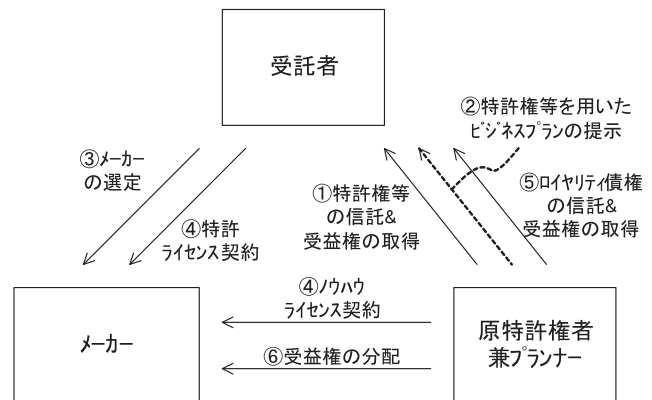 受託者
②特許権等を用いた
ビジネスプランの提示
③メーカー
の選定
①特許権等
の信託&
受益権の取得
⑤ロイヤリティ債権
の信託&
受益権の取得
④特許
ライセンス契約
④ノウハウ
ライセンス契約
メーカー
原特許権者
兼プランナー
⑥受益権の分配